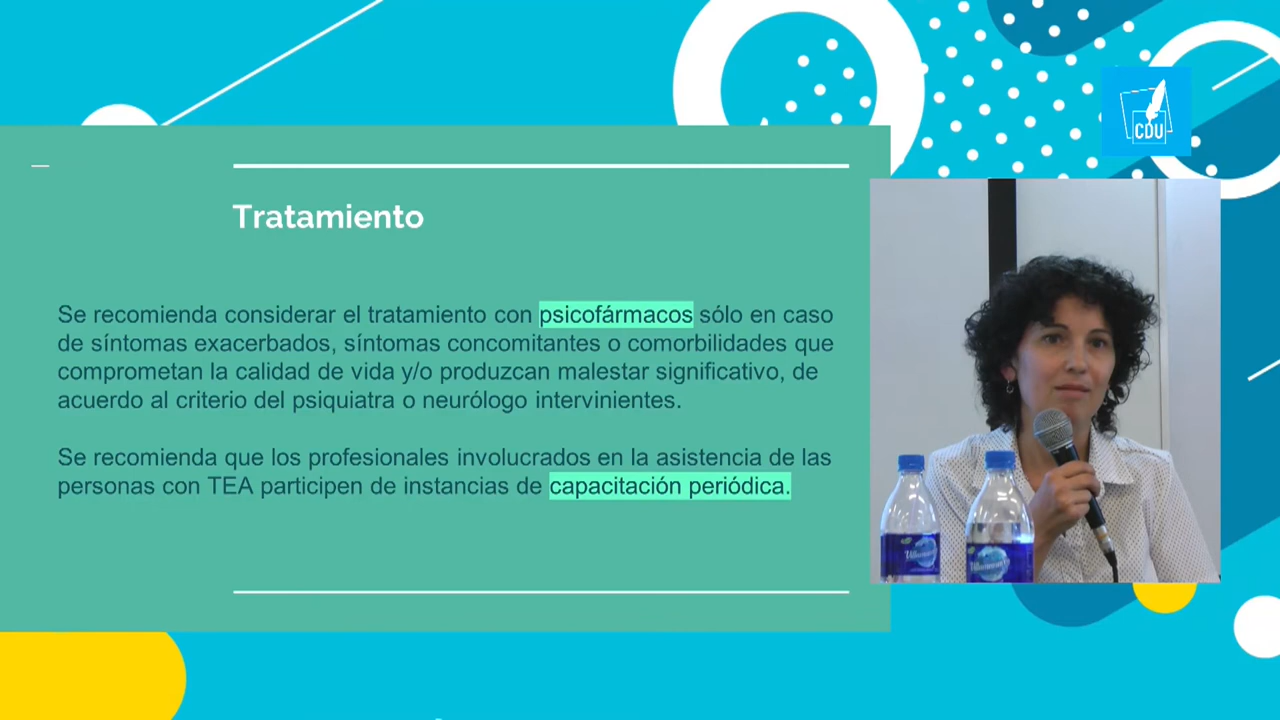 CDU
Tratamiento
Se recomienda considerar el tratamiento con psicofármacos sólo en caso
de síntomas exacerbados, síntomas concomitantes o comorbilidades que
comprometan la calidad de vida y/o produzcan malestar significativo, de
acuerdo al criterio del psiquiatra o neurólogo intervinientes.
Se recomienda que los profesionales involucrados en la asistencia de las
personas con TEA participen de instancias de capacitación periódica.